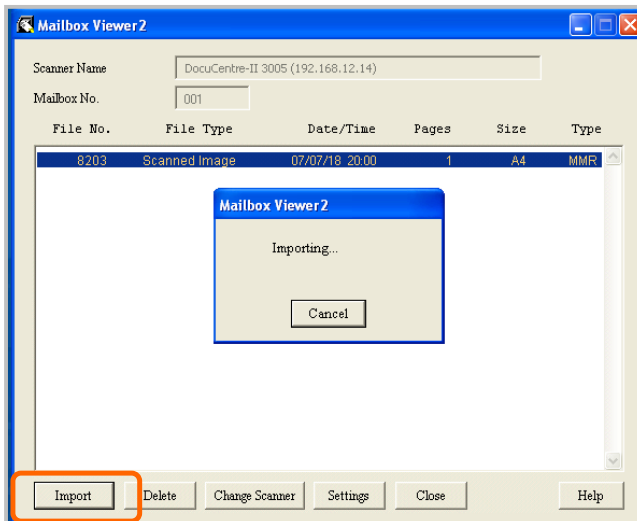 Mailbox Viewer2
Scanner Name DocuCentre-II 3005 (192.168.12.14)
Mailbox No. 001
File No. File Type Date/Time Pages Size Type
8203 Scanned Image 07/07/18 20:00 1 A4 MMR
Mailbox Viewer2
Importing...
Cancel
Import Delete Change Scanner Settings Close Help